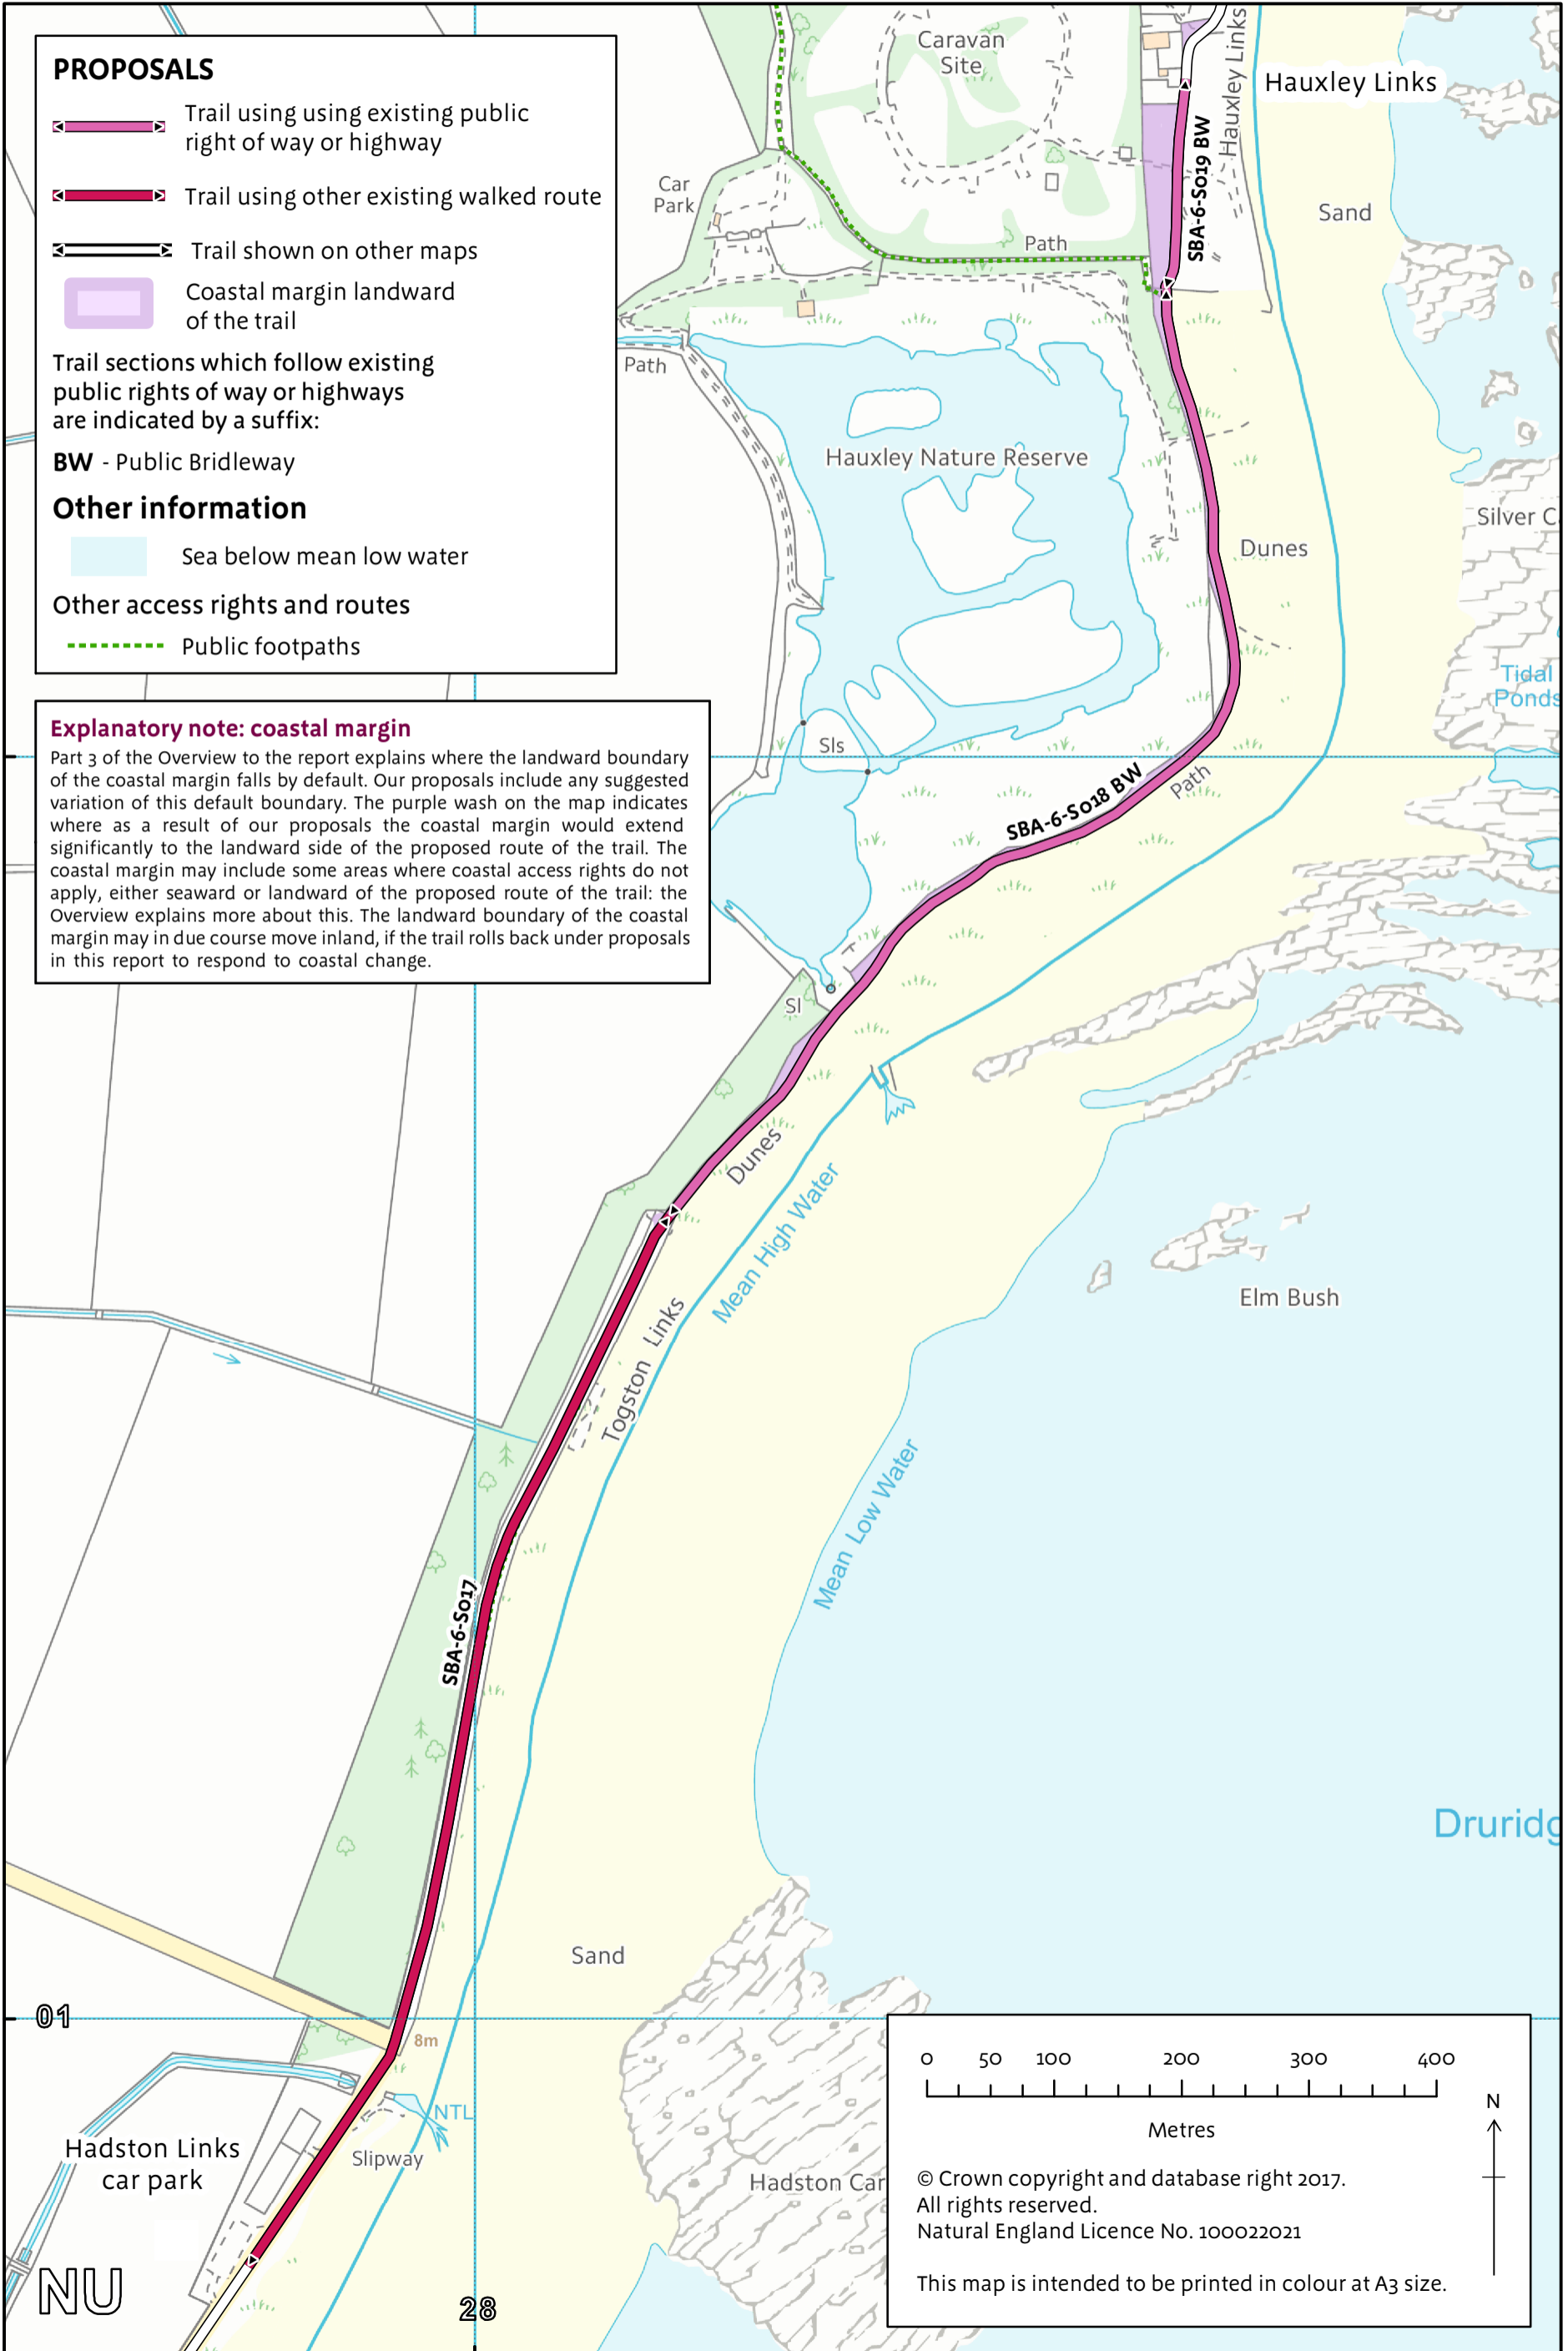 PROPOSALS
Trail using using existing public
right of way or highway
Trail using other existing walked route
Trail shown on other maps
Coastal margin landward
of the trail
Trail sections which follow existing
public rights of way or highways
are indicated by a suffix:
BW - Public Bridleway
Other information
Sea below mean low water
Other access rights and routes
Public footpaths
Explanatory note: coastal margin
Part 3 of the Overview to the report explains where the landward boundary
of the coastal margin falls by default. Our proposals include any suggested
variation of this default boundary. The purple wash on the map indicates
where as a result of our proposals the coastal margin would extend
significantly to the landward side of the proposed route of the trail. The
coastal margin may include some areas where coastal access rights do not
apply, either seaward or landward of the proposed route of the trail: the
Overview explains more about this. The landward boundary of the coastal
margin may in due course move inland, if the trail rolls back under proposals
in this report to respond to coastal change.
Caravan
Site
Hauxley Links
Hauxley Links
SBA-6-S019 BW
Car
Park
Sand
Path
Path
Hauxley Nature Reserve
Silver C
Dunes
Tidal
Ponds
Sls
Path
SBA-6-S018 BW
Sl
Dunes
Mean High Water
Elm Bush
Togston Links
Mean Low Water
SBA-6-S017
Druridg
Sand
01
8m
NTL
Hadston Links
car park
Slipway
Hadston Car
NU
28
0 50 100 200 300 400
Metres
N
© Crown copyright and database right 2017.
All rights reserved.
Natural England Licence No. 100022021
This map is intended to be printed in colour at A3 size.